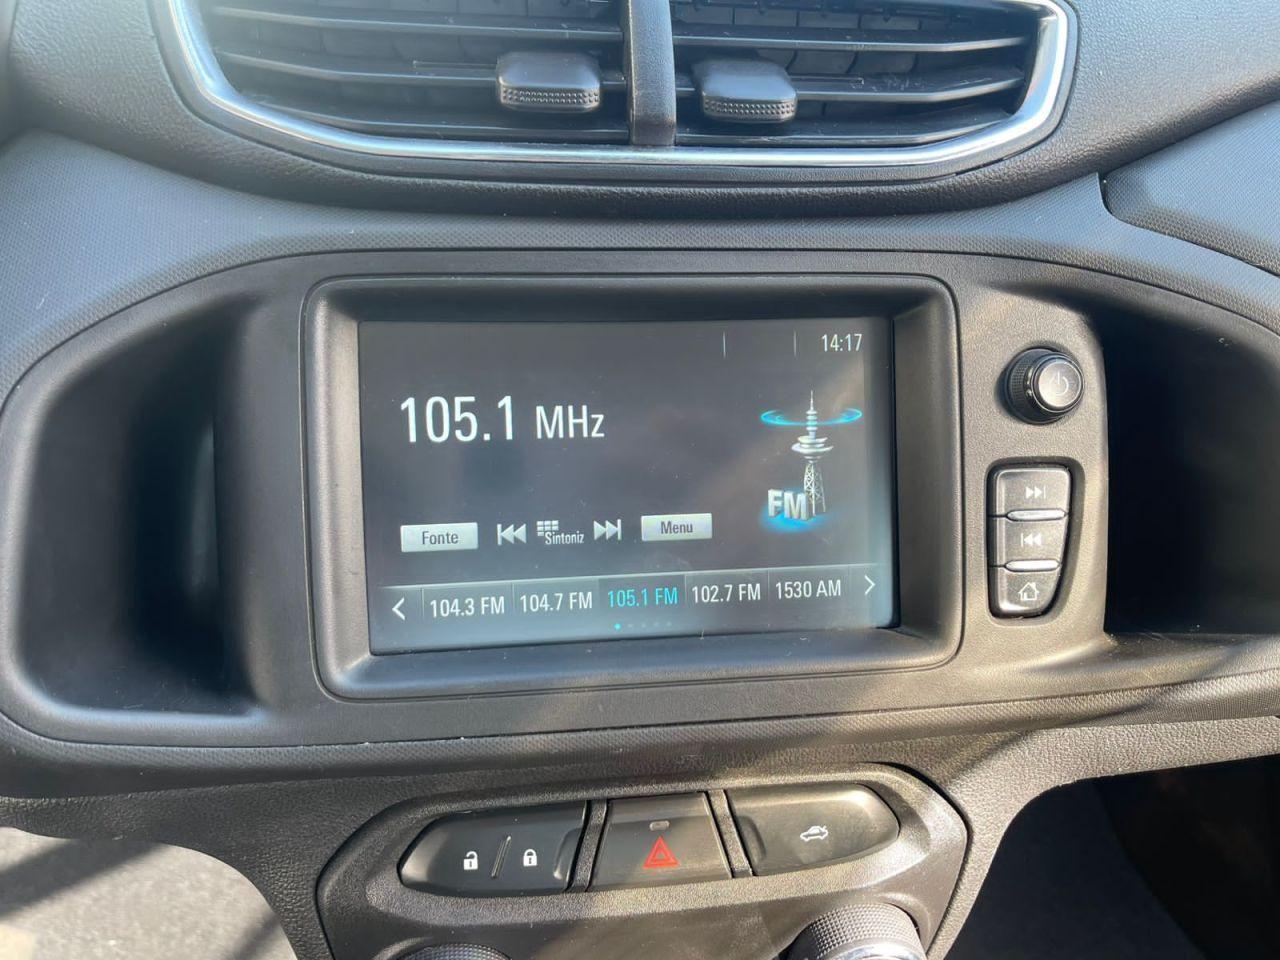 14:17
105.1 MHz
FM
Fonte
Sintoniz
Menu
104.3 FM 104.7 FM 105.1 FM 102.7 FM 1530 AM